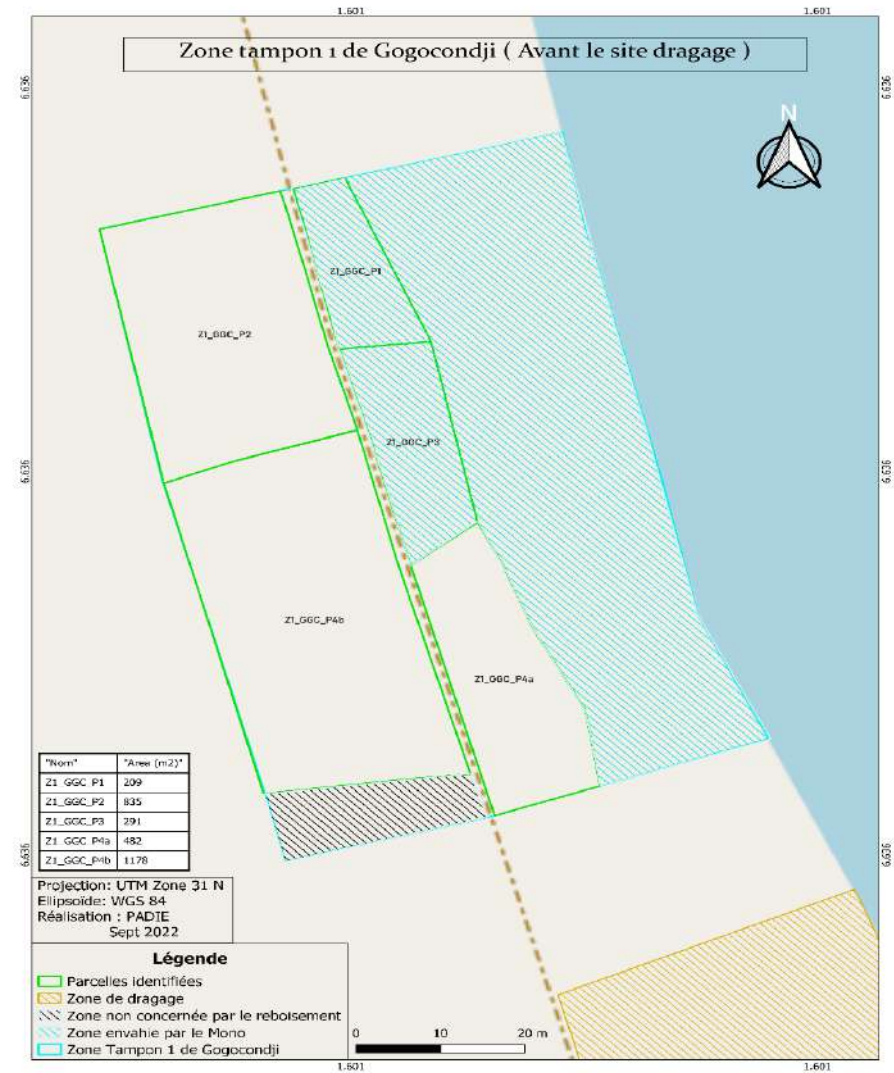 1.601 1.601
Zone tampon 1 de Gogocondji ( Avant le site dragage )
6.636 6.636
N
Z1_GGC_P1
Z1_GGC_P2
Z1_GGC_P3
6.636 6.636
Z1_GGC_P4b
Z1_GGC_P4a
"Nom" "Area (m2)"
Z1_GGC_P1 209
Z1_GGC_P2 835
Z1_GGC_P3 291
Z1_GGC_P4a 482
Z1_GGC_P4b 1178
6.636 6.636
Projection: UTM Zone 31 N
Ellipsoïde: WGS 84
Réalisation : PADIE
Sept 2022
Légende
Parcelles identifiées
Zone de dragage
Zone non concernée par le reboisement
Zone envahie par le Mono
Zone Tampon 1 de Gogocondji
0 10 20 m
1.601 1.601